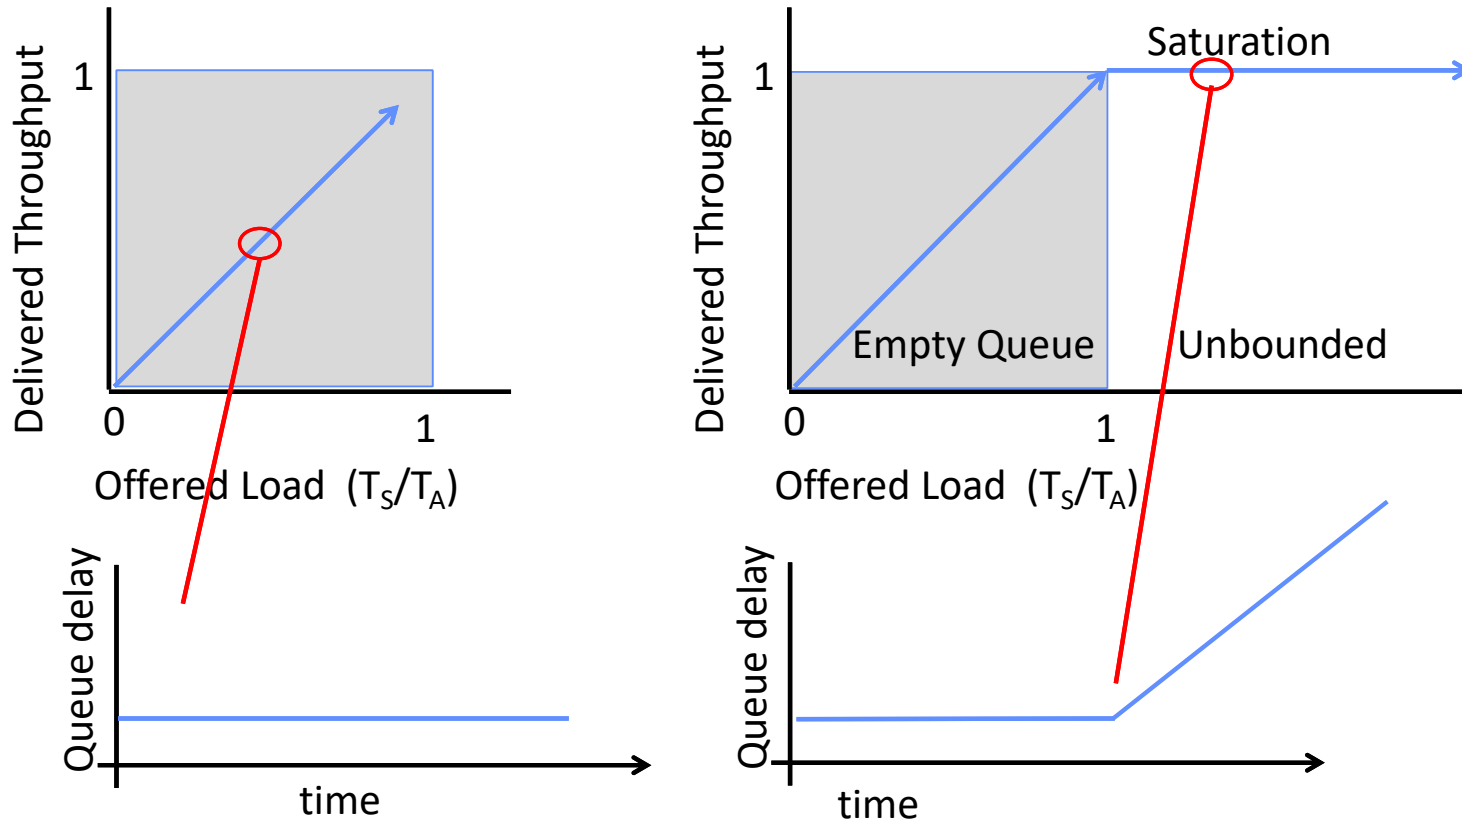 Delivered Throughput
1
0
1
Offered Load (TS/TA)
Queue delay
time
Delivered Throughput
1
Saturation
Empty Queue
Unbounded
0
1
Offered Load (TS/TA)
Queue delay
time